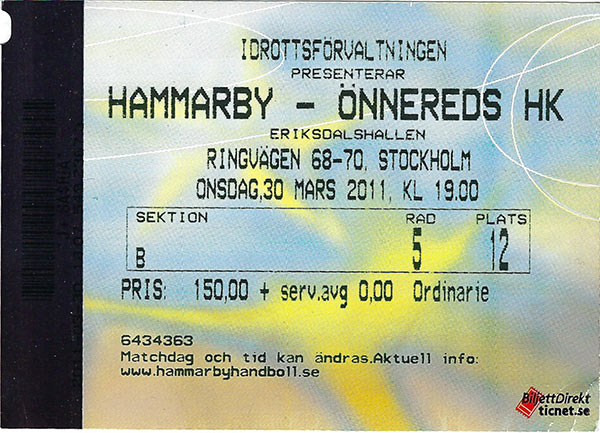 IDROTTSFÖRVALTNINGEN
PRESENTERAR
HAMMARBY - ÖNNEREDS HK
ERIKSDALSHALLEN
RINGVÄGEN 68-70, STOCKHOLM
ONSDAG,30 MARS 2011, KL 19.00
SEKTION RAD PLATS
B 5 12
PRIS: 150,00 + serv.avg 0,00 Ordinarie
6434363
Matchdag och tid kan ändras.Aktuell info:
www.hammarbyhandboll.se
BiljettDirekt
ticnet.se